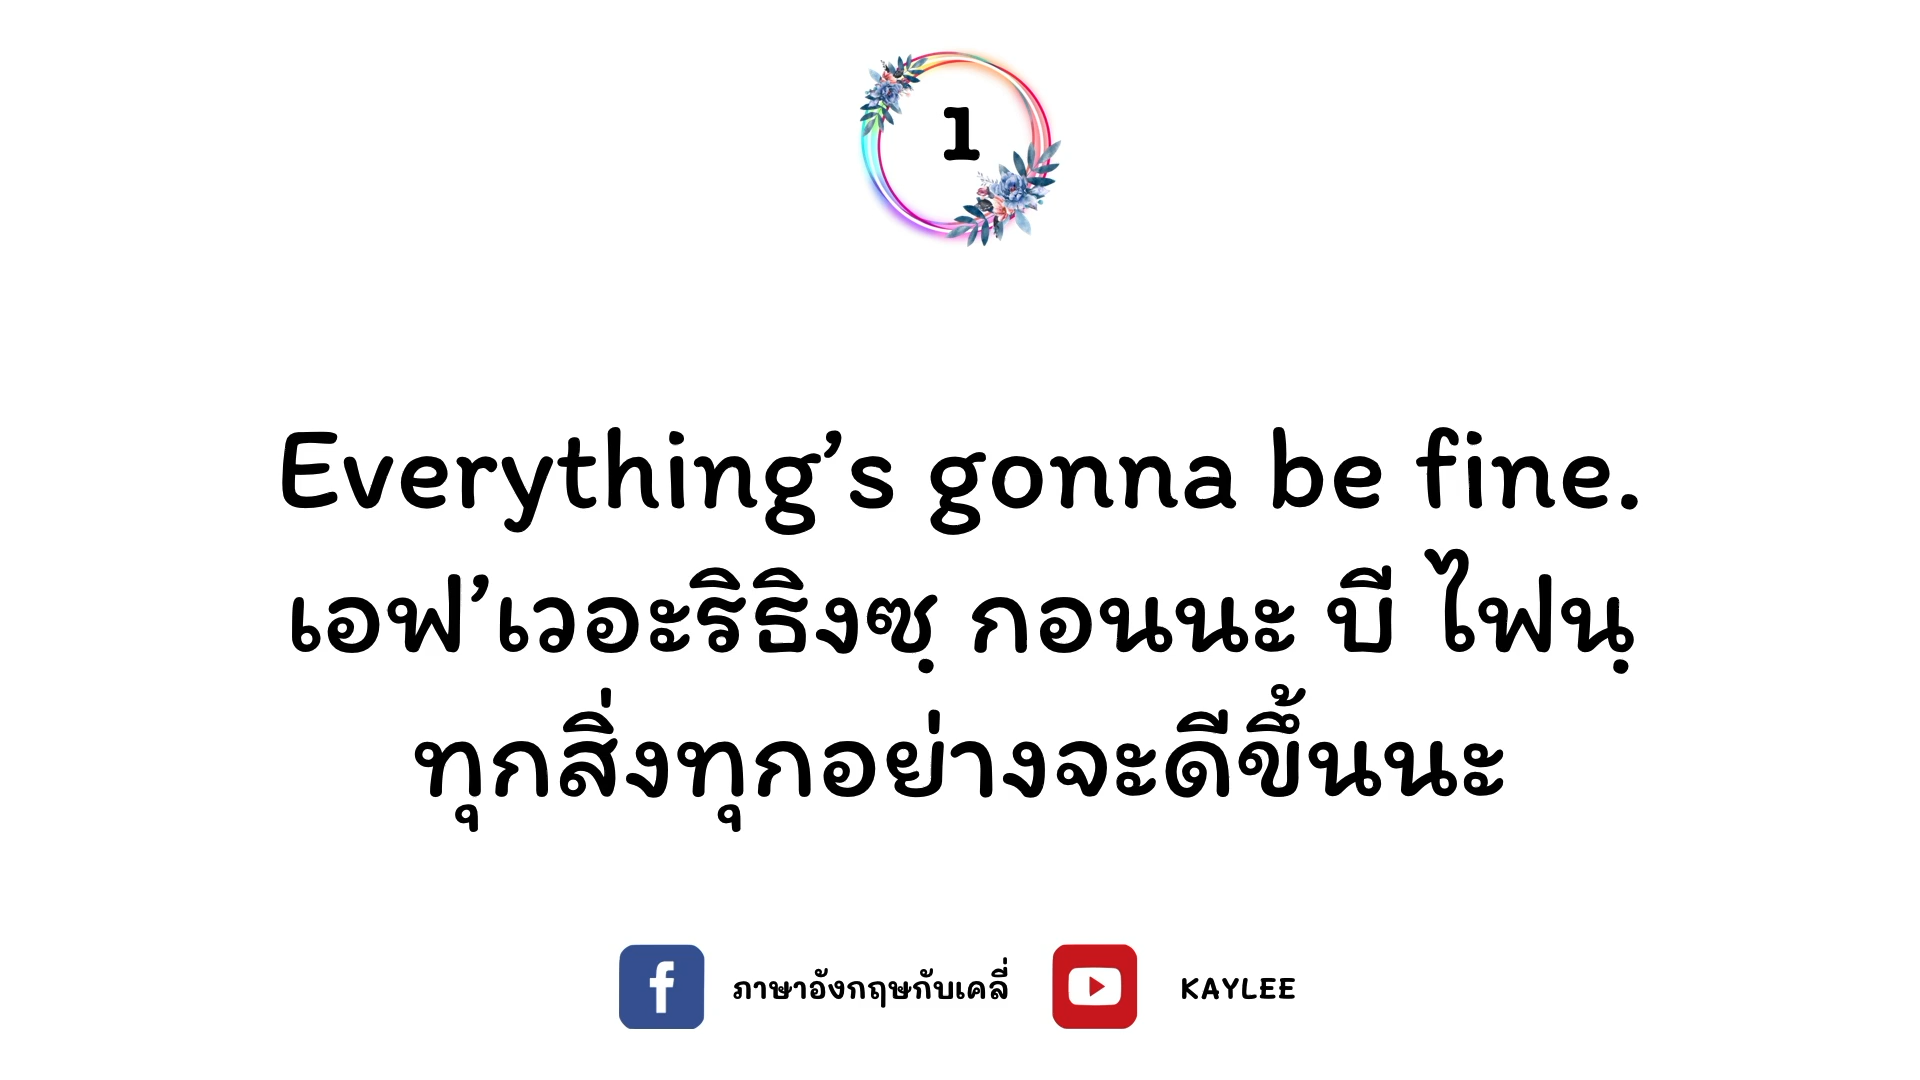 1
Everything’s gonna be fine.
เอฟ’เวอะริธิงซฺ กอนนะ บี ไฟนฺ
ทุกสิ่งทุกอย่างจะดีขึ้นนะ
ภาษาอังกฤษกับเคลี่ KAYLEE